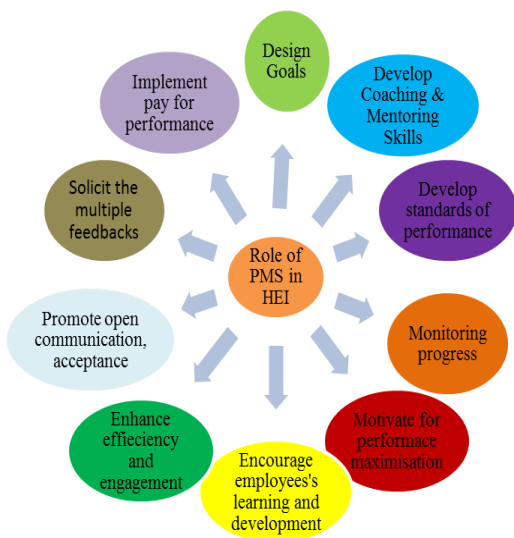 Design
Goals
Develop
Coaching &
Mentoring
Skills
Develop
standards of
performance
Monitoring
progress
Motivate for
performace
maximisation
Encourage
employees's
learning and
development
Enhance
effieciency
and
engagement
Promote open
communication,
acceptance
Solicit the
multiple
feedbacks
Implement
pay for
performance
Role of
PMS in
HEI